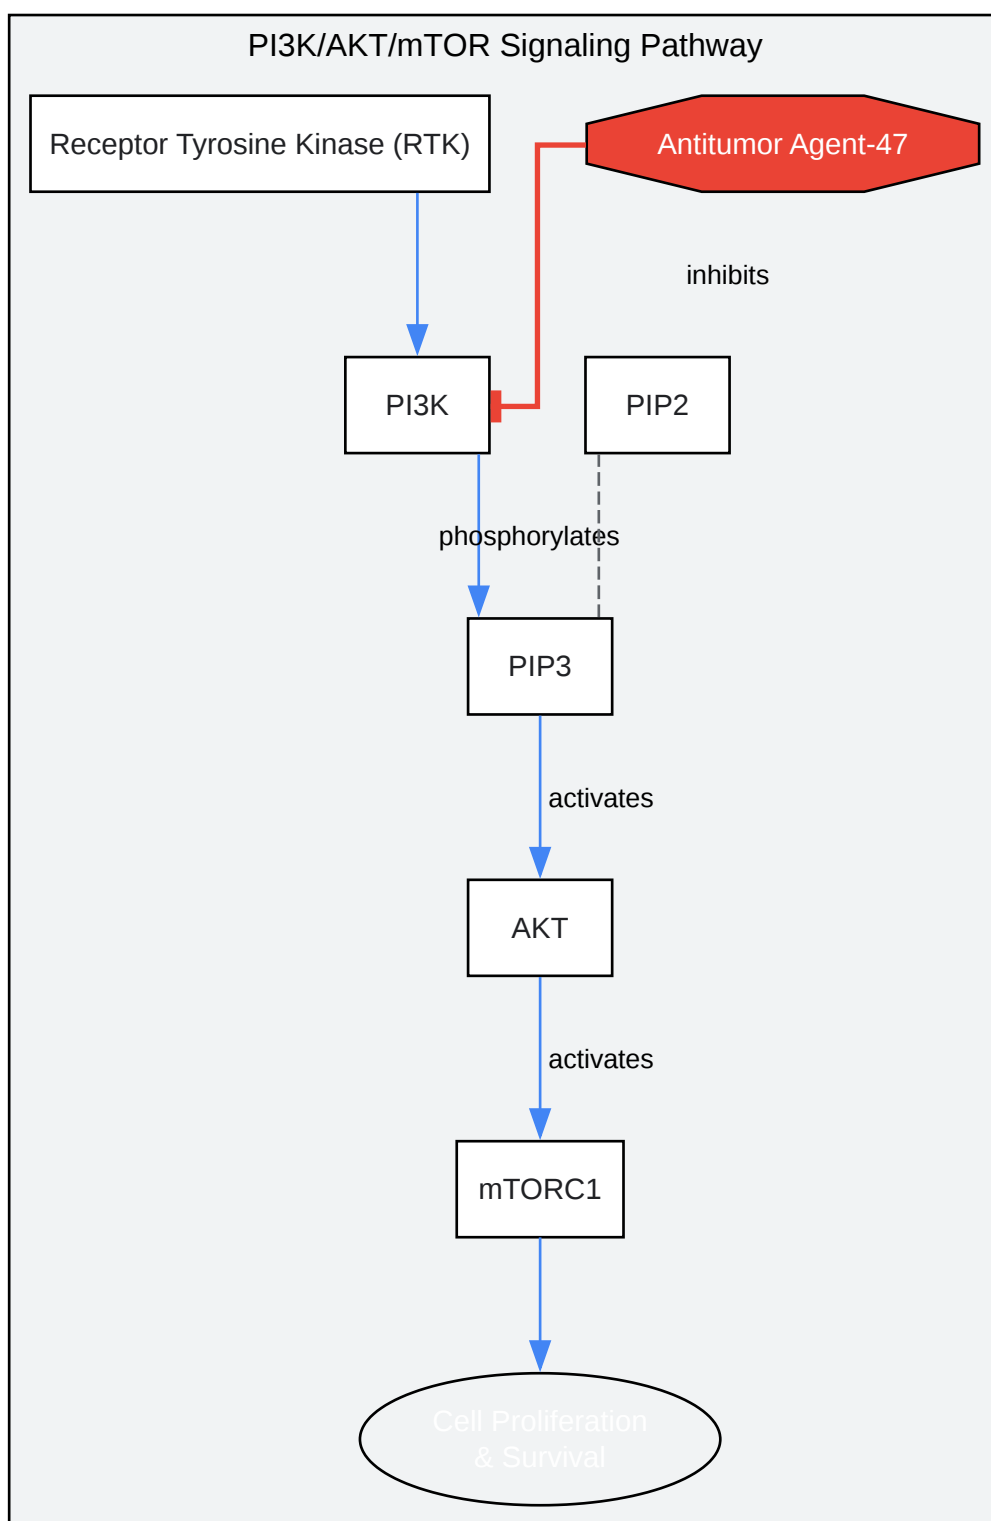 PI3K/AKT/mTOR Signaling Pathway
Receptor Tyrosine Kinase (RTK)
Antitumor Agent-47
inhibits
PI3K
PIP2
phosphorylates
PIP3
activates
AKT
activates
mTORC1
Cell Proliferation
& Survival